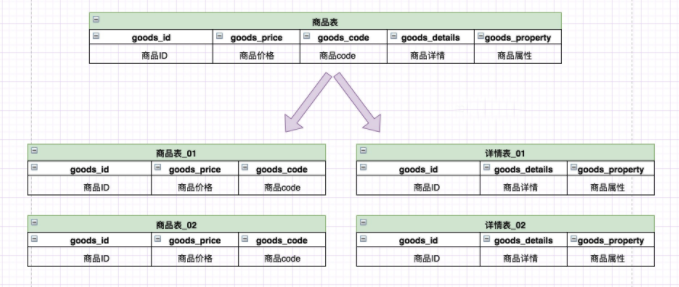 商品表
goods_id goods_price goods_code goods_details goods_property
商品ID 商品价格 商品code 商品详情 商品属性
商品表_01
goods_id goods_price goods_code
商品ID 商品价格 商品code
详情表_01
goods_id goods_details goods_property
商品ID 商品详情 商品属性
商品表_02
goods_id goods_price goods_code
商品ID 商品价格 商品code
详情表_02
goods_id goods_details goods_property
商品ID 商品详情 商品属性